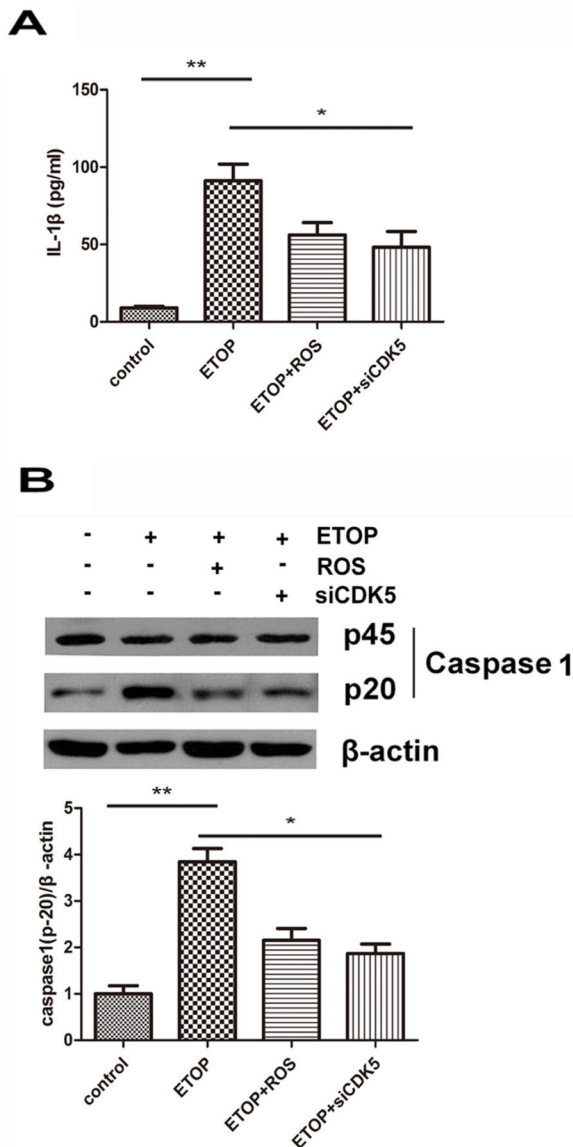 A
**
*
150
100
50
0
IL-1β (pg/ml)
control
ETOP
ETOP+ROS
ETOP+siCDK5
B
- + + + ETOP
- - + - ROS
- - - + siCDK5
p45
Caspase 1
p20
β-actin
**
*
5
4
3
2
1
0
caspase1(p-20)/β -actin
control
ETOP
ETOP+ROS
ETOP+siCDK5